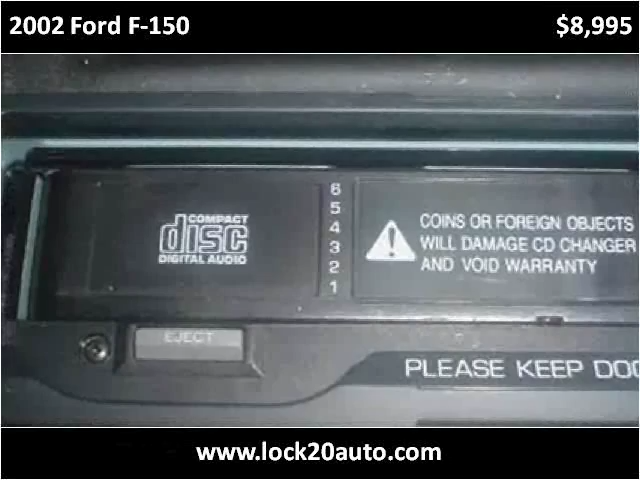 2002 Ford F-150
$8,995
COMPACT
disc
DIGITAL AUDIO
6
5
4
3
2
1
COINS OR FOREIGN OBJECTS
WILL DAMAGE CD CHANGER
AND VOID WARRANTY
EJECT
PLEASE KEEP DOO
www.lock20auto.com